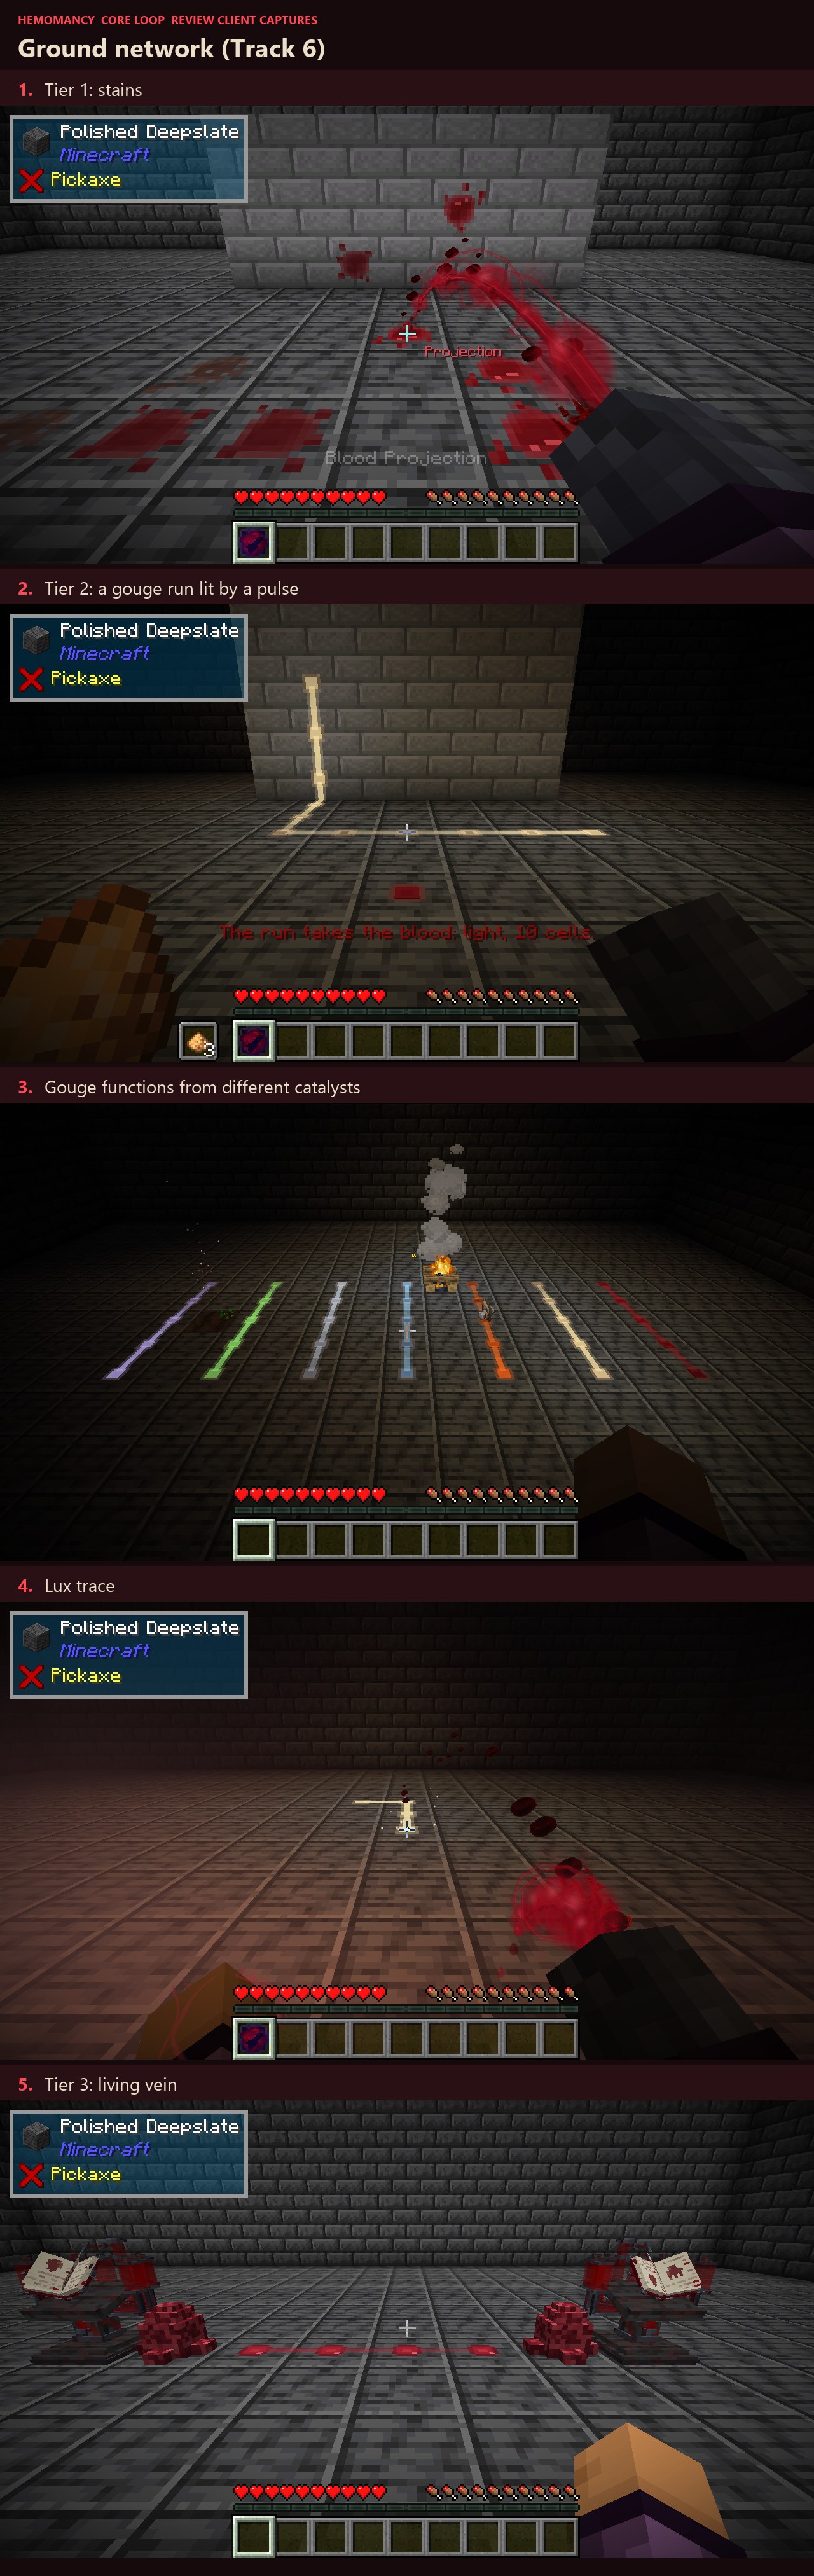 HEMOMANCY CORE LOOP REVIEW CLIENT CAPTURES
Ground network (Track 6)
1. Tier 1: stains
Polished Deepslate
Minecraft
Pickaxe
Projection
Blood Projection
2. Tier 2: a gouge run lit by a pulse
Polished Deepslate
Minecraft
Pickaxe
The run takes the blood: light, 10 cells.
3
3. Gouge functions from different catalysts
4. Lux trace
Polished Deepslate
Minecraft
Pickaxe
5. Tier 3: living vein
Polished Deepslate
Minecraft
Pickaxe